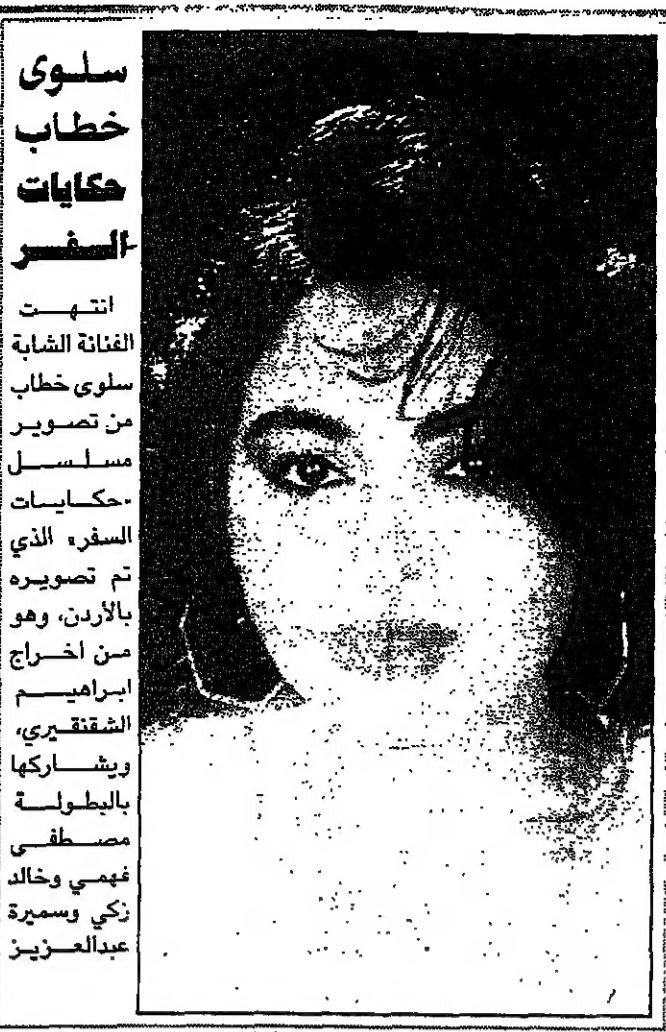 سلوى
خطاب
حكايات
السفر
انتهت
الفنانة الشابة
سلوى خطاب
من تصوير
مسلسل
«حكايات
السفر» الذي
تم تصويره
بالأردن، وهو
من اخراج
ابراهيم
الشقنقيري،
ويشاركها
بالبطولة
مصطفى
فهمي وخالد
زكي وسميرة
عبدالعزيز